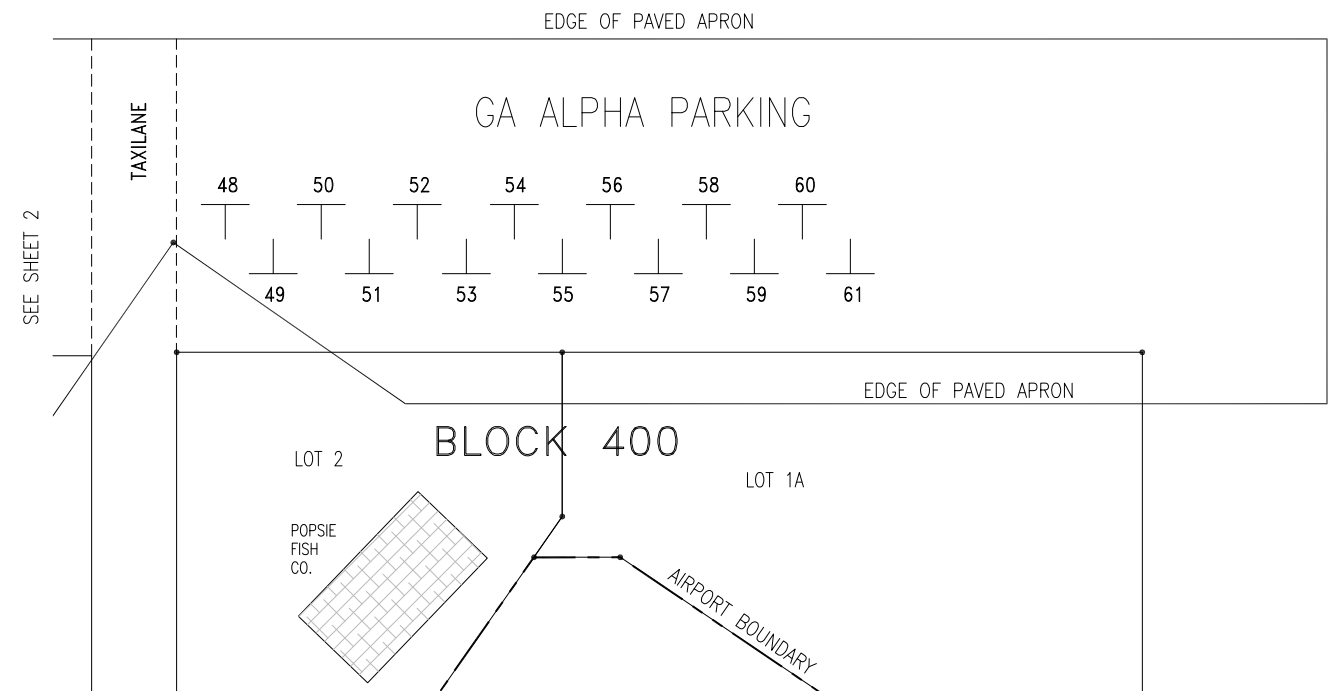 EDGE OF PAVED APRON
GA ALPHA PARKING
TAXILANE
48 50 52 54 56 58 60
SEE SHEET 2
49 51 53 55 57 59 61
EDGE OF PAVED APRON
BLOCK 400
LOT 2
LOT 1A
POPSIE
FISH
CO.
AIRPORT BOUNDARY